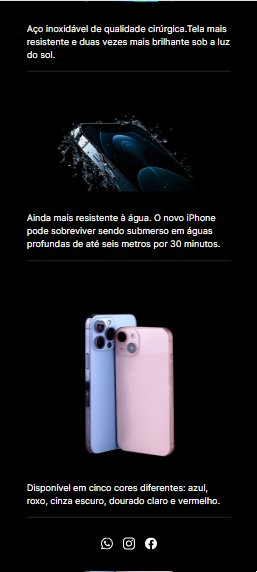 Aço inoxidável de qualidade cirúrgica.Tela mais
resistente e duas vezes mais brilhante sob a luz
do sol.
Ainda mais resistente à água. O novo iPhone
pode sobreviver sendo submerso em águas
profundas de até seis metros por 30 minutos.
Disponível em cinco cores diferentes: azul,
roxo, cinza escuro, dourado claro e vermelho.